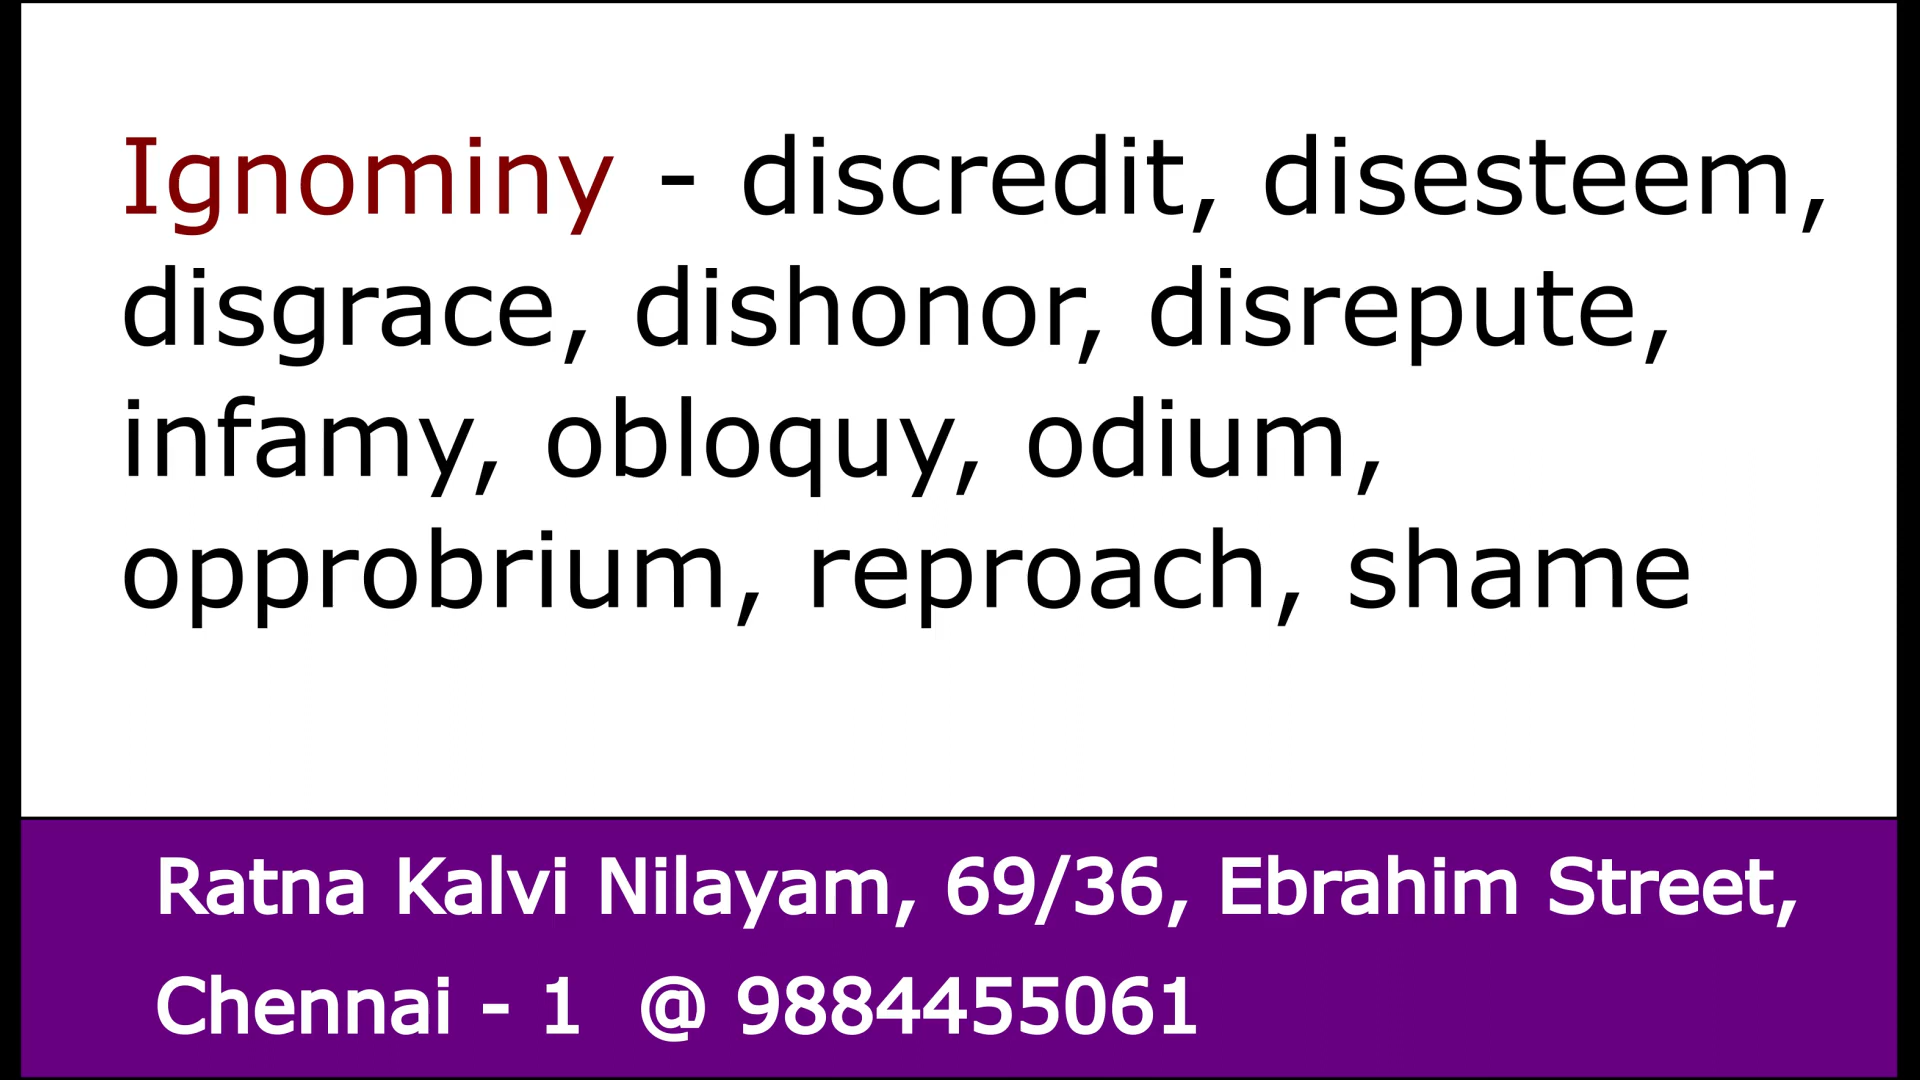 Ignominy - discredit, disesteem,
disgrace, dishonor, disrepute,
infamy, obloquy, odium,
opprobrium, reproach, shame
Ratna Kalvi Nilayam, 69/36, Ebrahim Street,
Chennai - 1 @ 9884455061